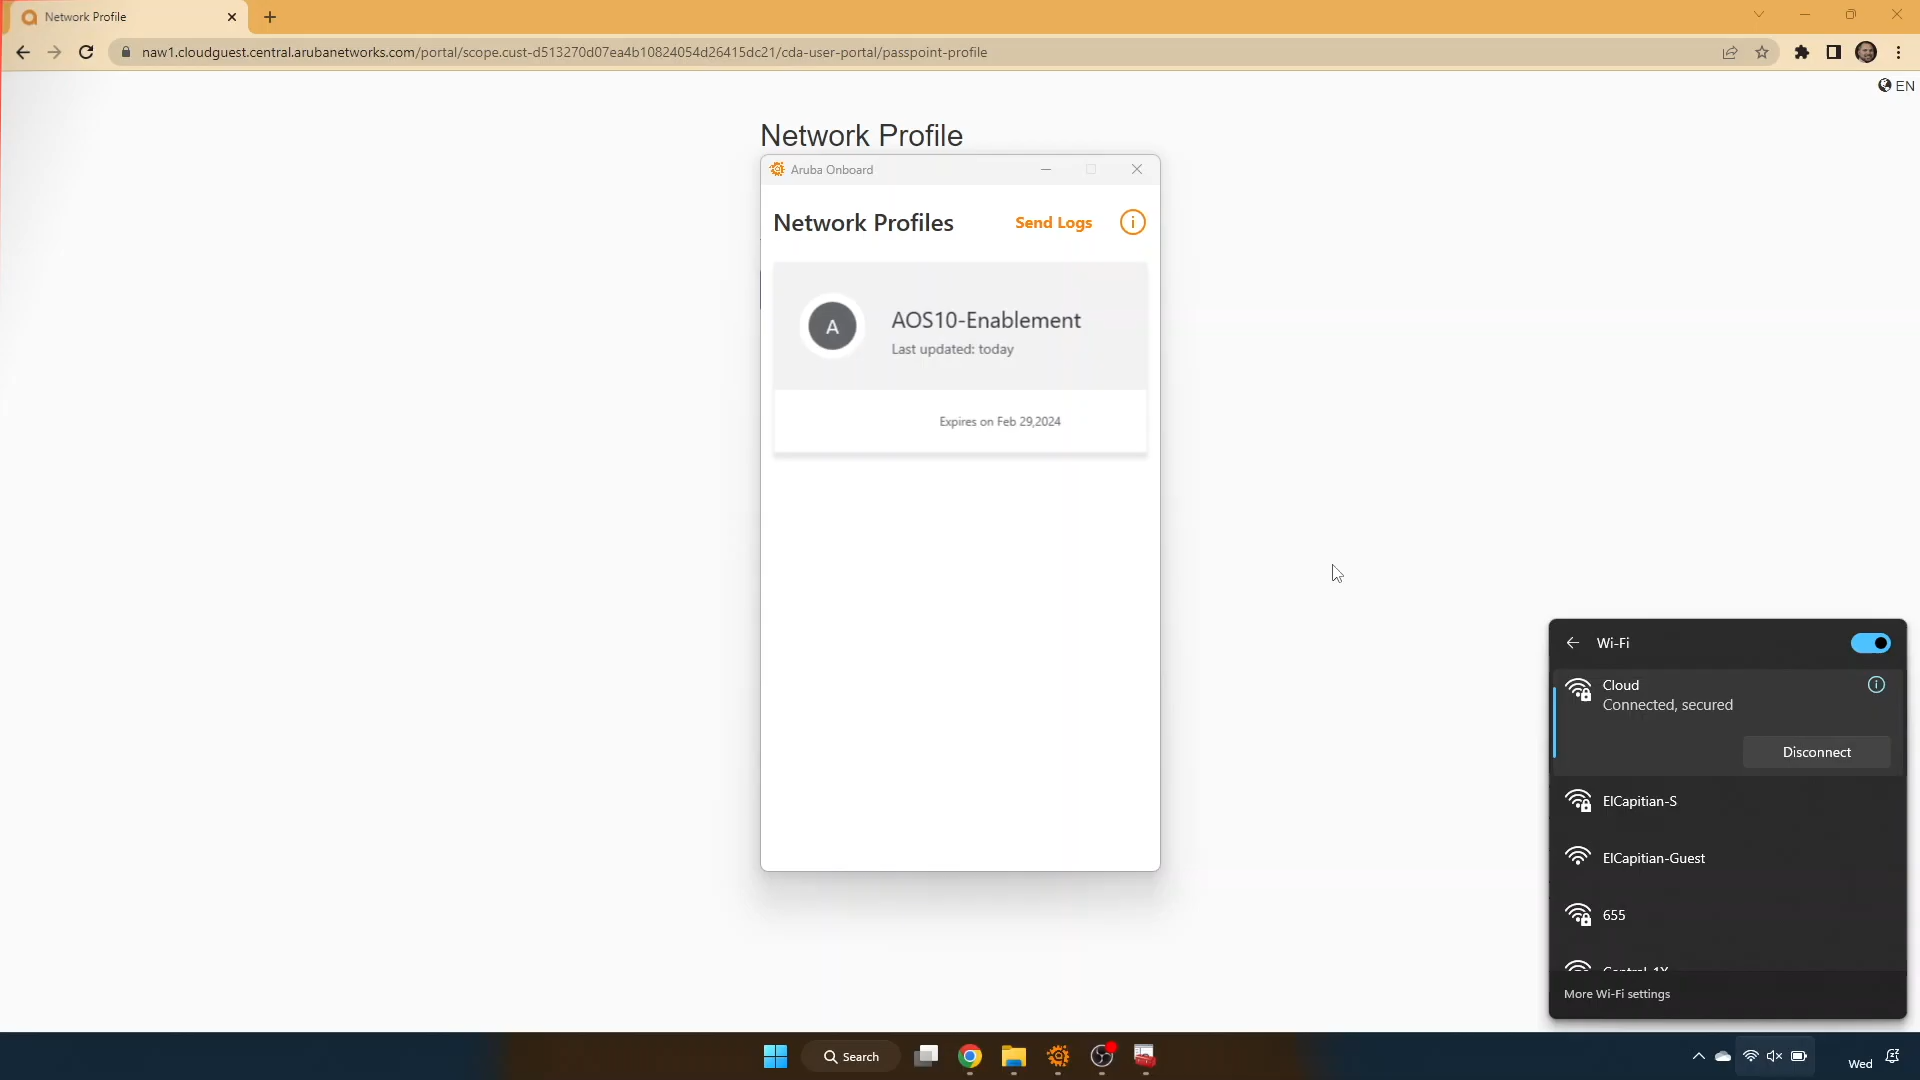 Network Profile
naw1.cloudguest.central.arubanetworks.com/portal/scope.cust-d513270d07ea4b10824054d26415dc21/cda-user-portal/passpoint-profile
EN
Network Profile
Aruba Onboard
Network Profiles
Send Logs
A
AOS10-Enablement
Last updated: today
Expires on Feb 29,2024
Wi-Fi
Cloud
Connected, secured
Disconnect
ElCapitian-S
ElCapitian-Guest
655
More Wi-Fi settings
Search
Wed